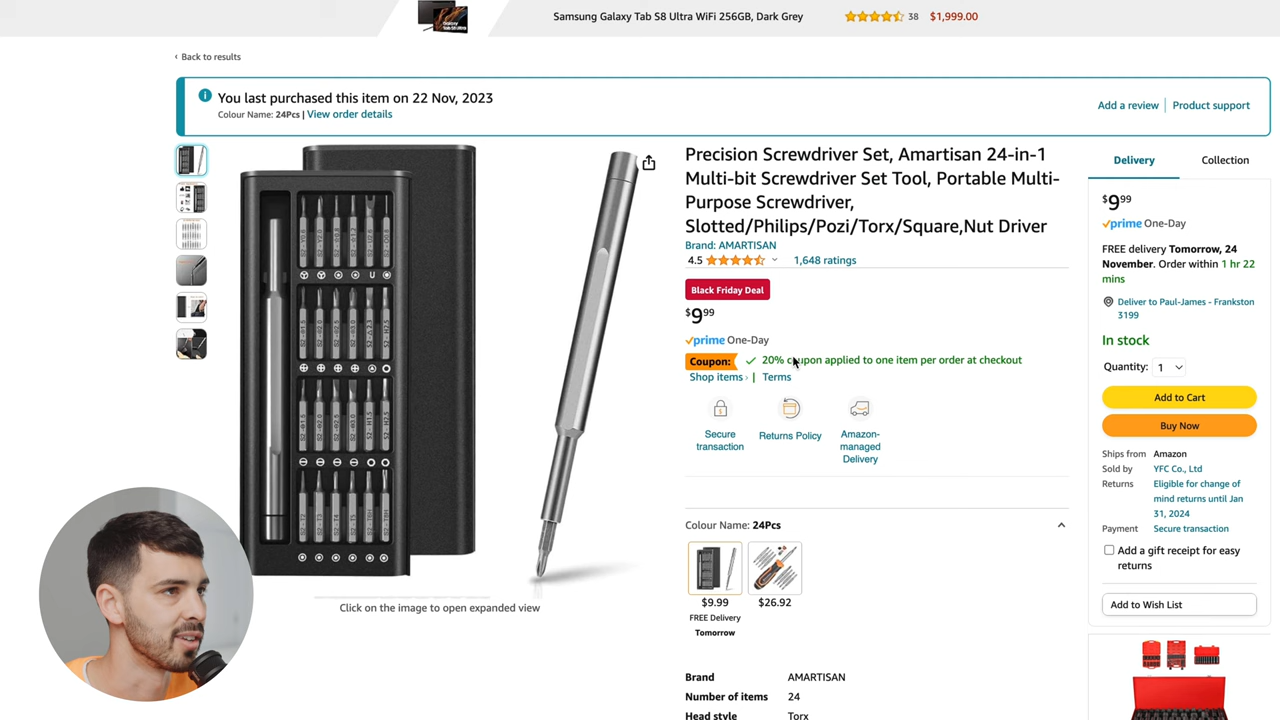 Samsung Galaxy Tab S8 Ultra WiFi 256GB, Dark Grey
38 $1,999.00
‹ Back to results
You last purchased this item on 22 Nov, 2023
Colour Name: 24Pcs | View order details
Add a review | Product support
Precision Screwdriver Set, Amartisan 24-in-1
Multi-bit Screwdriver Set Tool, Portable Multi-
Purpose Screwdriver,
Slotted/Philips/Pozi/Torx/Square,Nut Driver
Brand: AMARTISAN
4.5 1,648 ratings
Black Friday Deal
$9.99
prime One-Day
Coupon: 20% coupon applied to one item per order at checkout
Shop items › | Terms
Secure
transaction
Returns Policy
Amazon-
managed
Delivery
Colour Name: 24Pcs
$9.99
FREE Delivery
Tomorrow
$26.92
Brand AMARTISAN
Number of items 24
Head style Torx
Click on the image to open expanded view
Delivery
Collection
$9.99
prime One-Day
FREE delivery Tomorrow, 24
November. Order within 1 hr 22
mins
Deliver to Paul-James - Frankston
3199
In stock
Quantity: 1
Add to Cart
Buy Now
Ships from Amazon
Sold by YFC Co., Ltd
Returns Eligible for change of
mind returns until Jan
31, 2024
Payment Secure transaction
Add a gift receipt for easy
returns
Add to Wish List